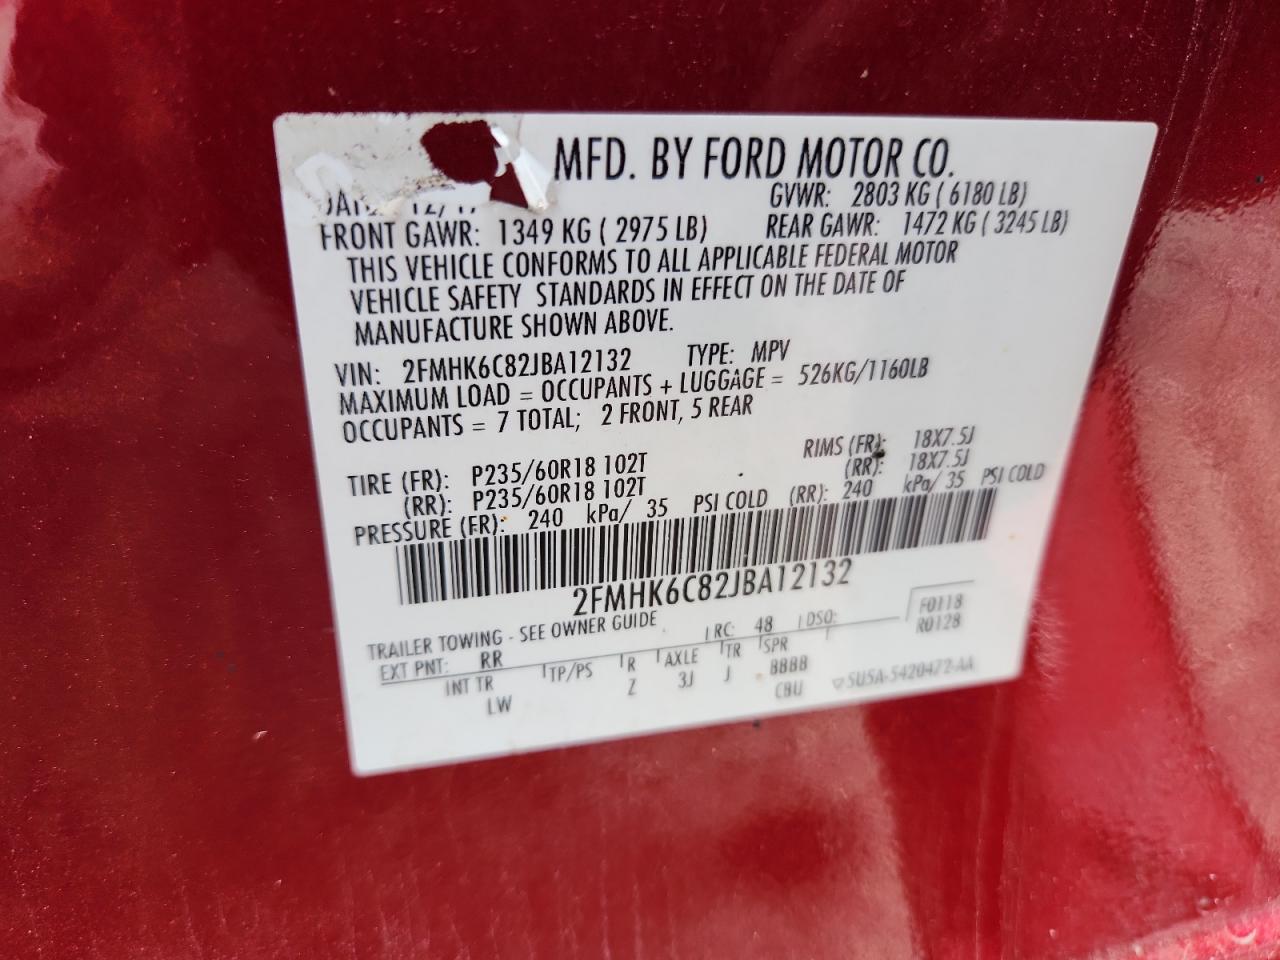 MFD. BY FORD MOTOR CO.
GVWR: 2803 KG ( 6180 LB)
FRONT GAWR: 1349 KG ( 2975 LB) REAR GAWR: 1472 KG ( 3245 LB)
THIS VEHICLE CONFORMS TO ALL APPLICABLE FEDERAL MOTOR
VEHICLE SAFETY STANDARDS IN EFFECT ON THE DATE OF
MANUFACTURE SHOWN ABOVE.
VIN: 2FMHK6C82JBA12132 TYPE: MPV
MAXIMUM LOAD = OCCUPANTS + LUGGAGE = 526KG/1160LB
OCCUPANTS = 7 TOTAL; 2 FRONT, 5 REAR
TIRE (FR): P235/60R18 102T RIMS (FR): 18X7.5J
(RR): P235/60R18 102T (RR): 18X7.5J
PRESSURE (FR): 240 kPa/ 35 PSI COLD (RR): 240 kPa/ 35 PSI COLD
2FMHK6C82JBA12132
TRAILER TOWING - SEE OWNER GUIDE
EXT PNT: RR RC: 48 DSO: F0118
R0128
INT TR TP/PS R AXLE TR SPR
LW Z 3J J 8888
CBU